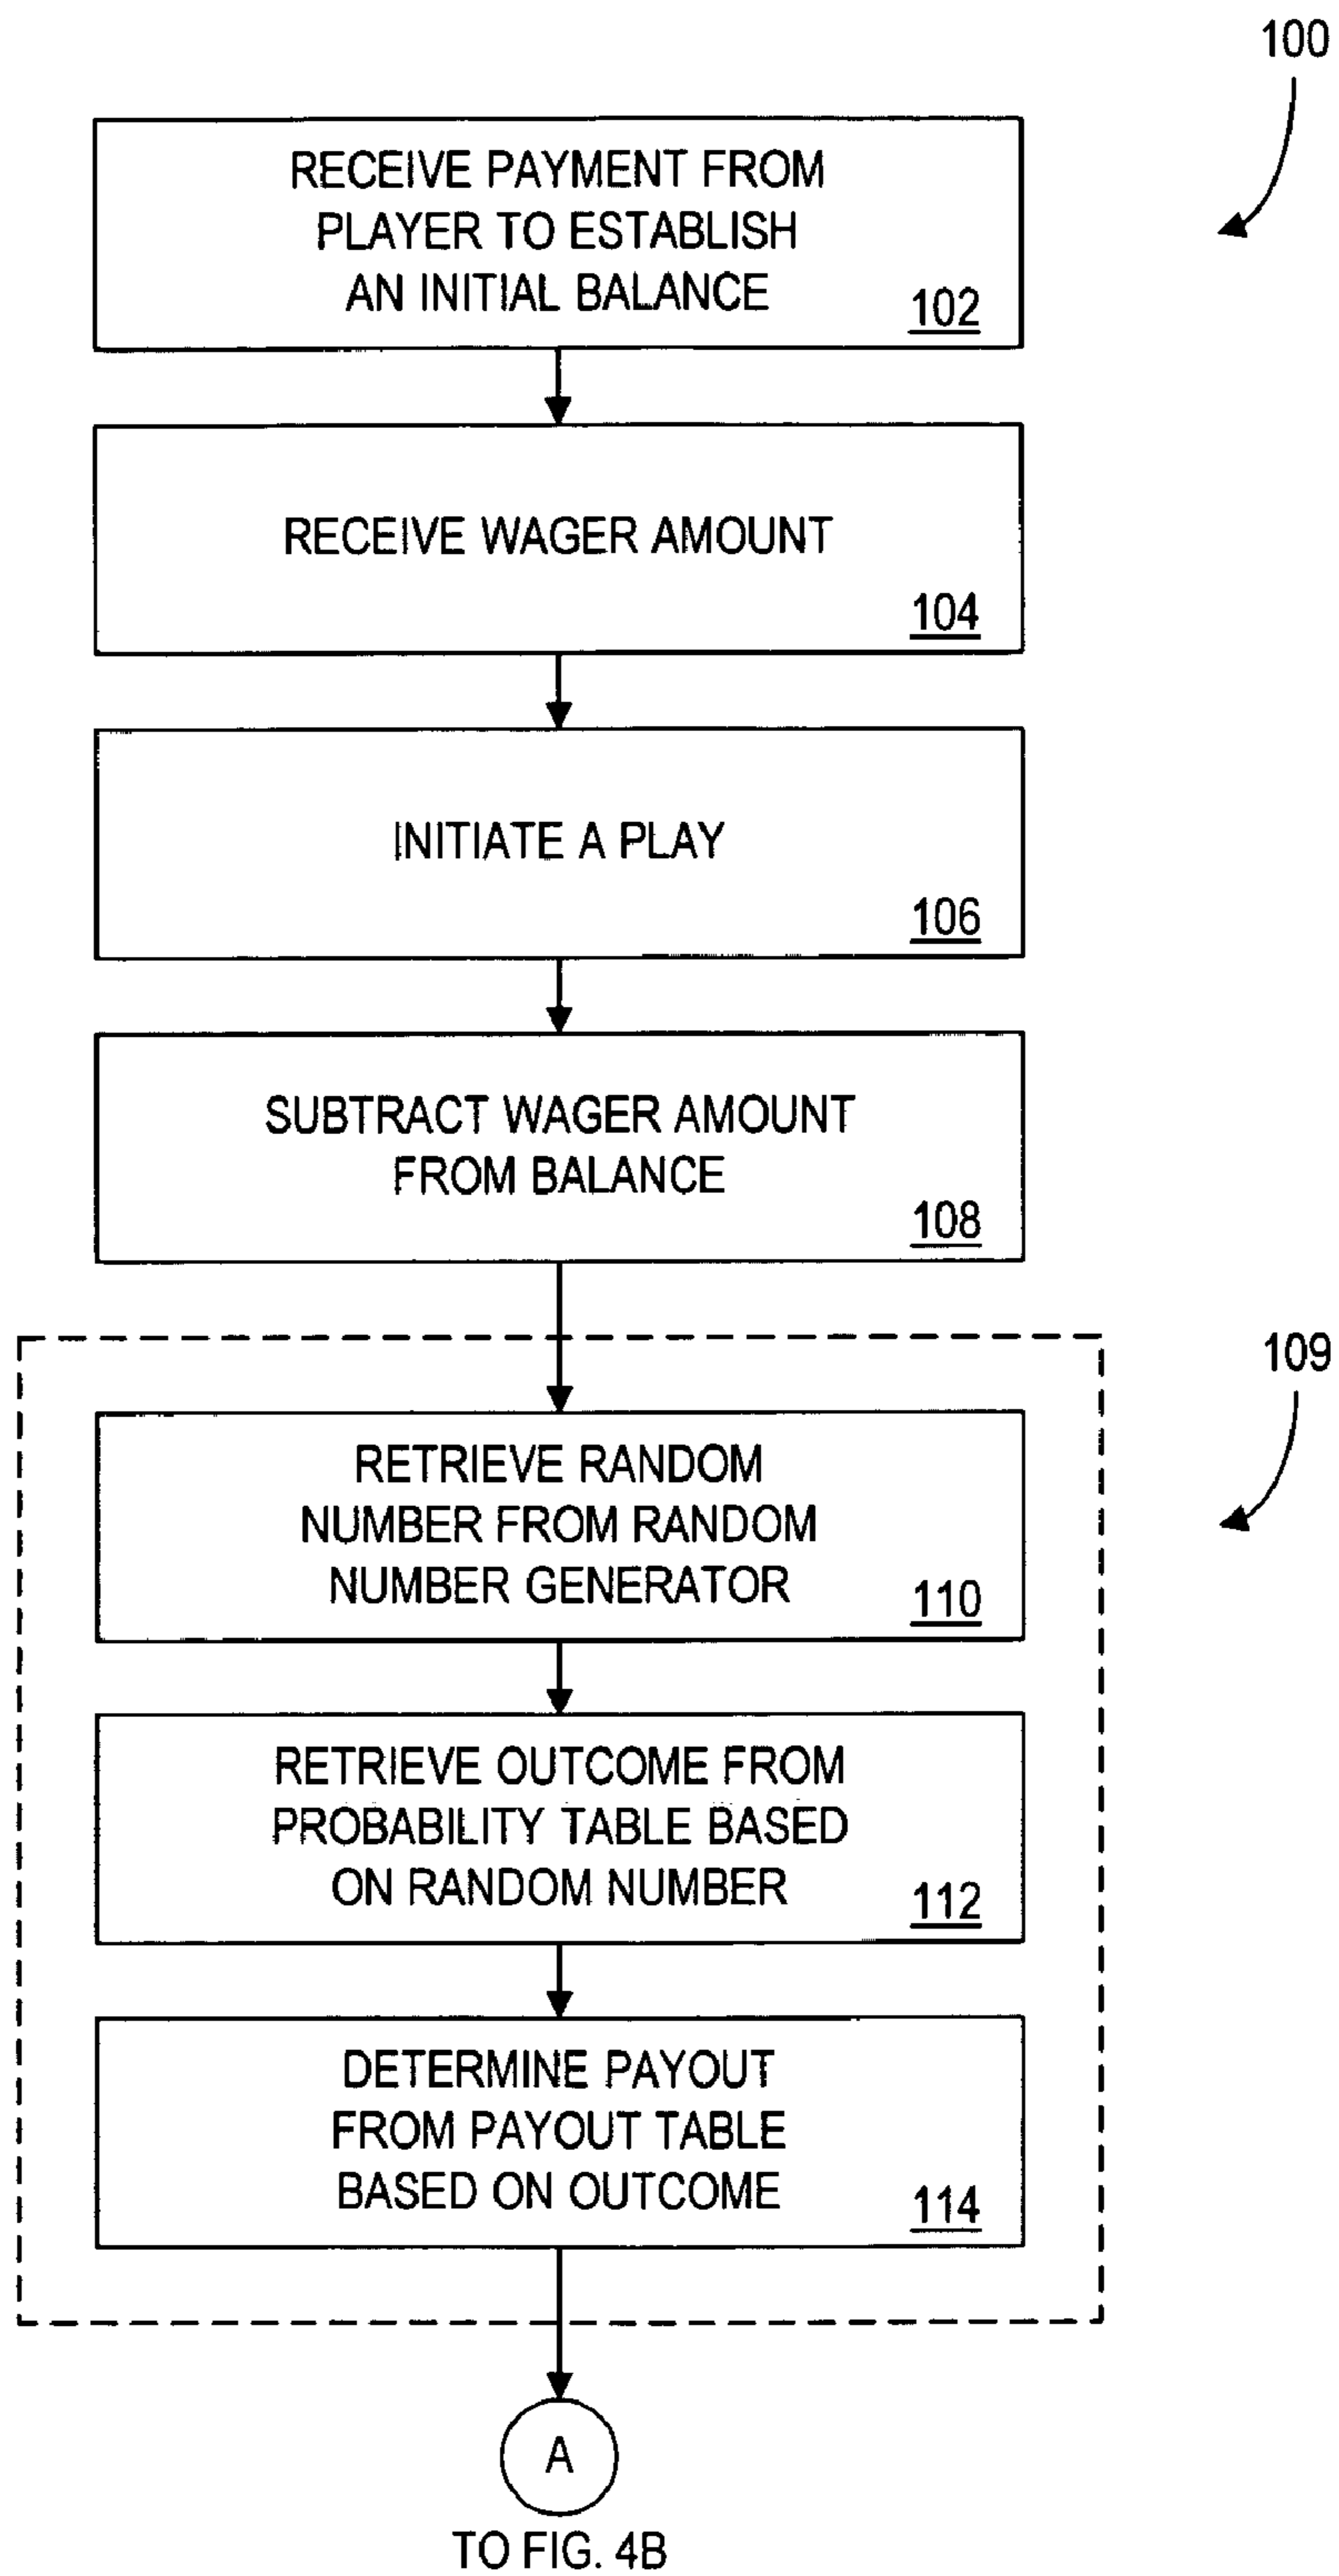 100
RECEIVE PAYMENT FROM
PLAYER TO ESTABLISH
AN INITIAL BALANCE
102
RECEIVE WAGER AMOUNT
104
INITIATE A PLAY
106
SUBTRACT WAGER AMOUNT
FROM BALANCE
108
109
RETRIEVE RANDOM
NUMBER FROM RANDOM
NUMBER GENERATOR
110
RETRIEVE OUTCOME FROM
PROBABILITY TABLE BASED
ON RANDOM NUMBER
112
DETERMINE PAYOUT
FROM PAYOUT TABLE
BASED ON OUTCOME
114
A
TO FIG. 4B